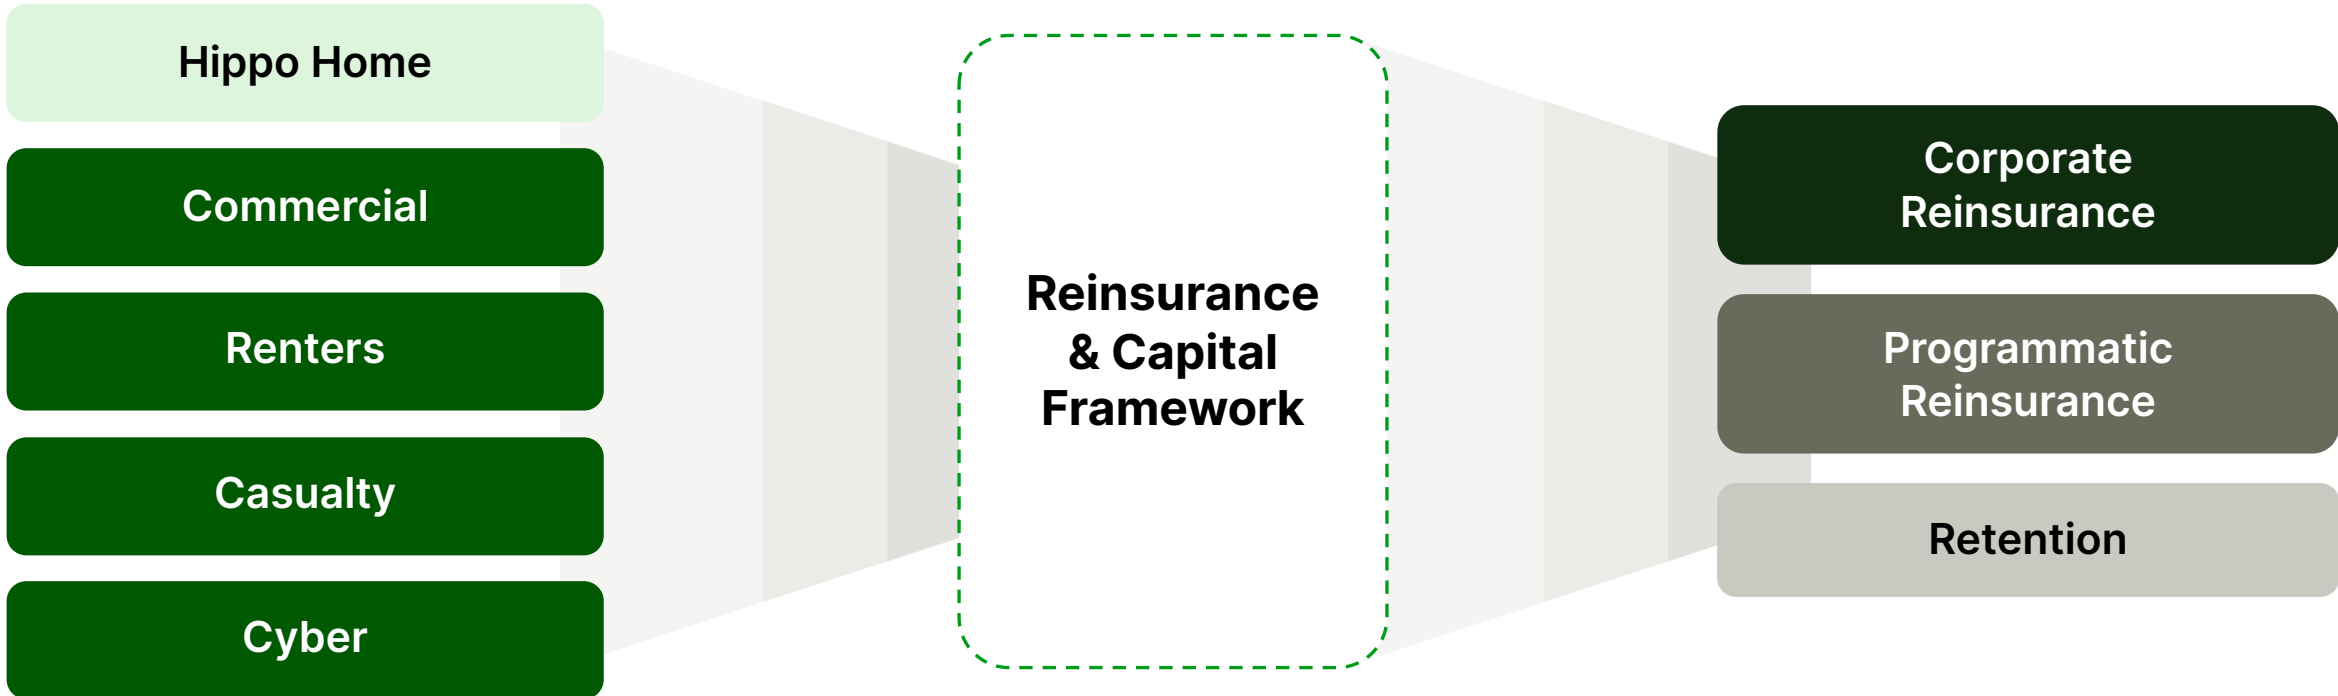 Hippo Home
Commercial
Renters
Casualty
Cyber
Reinsurance
& Capital
Framework
Corporate
Reinsurance
Programmatic
Reinsurance
Retention